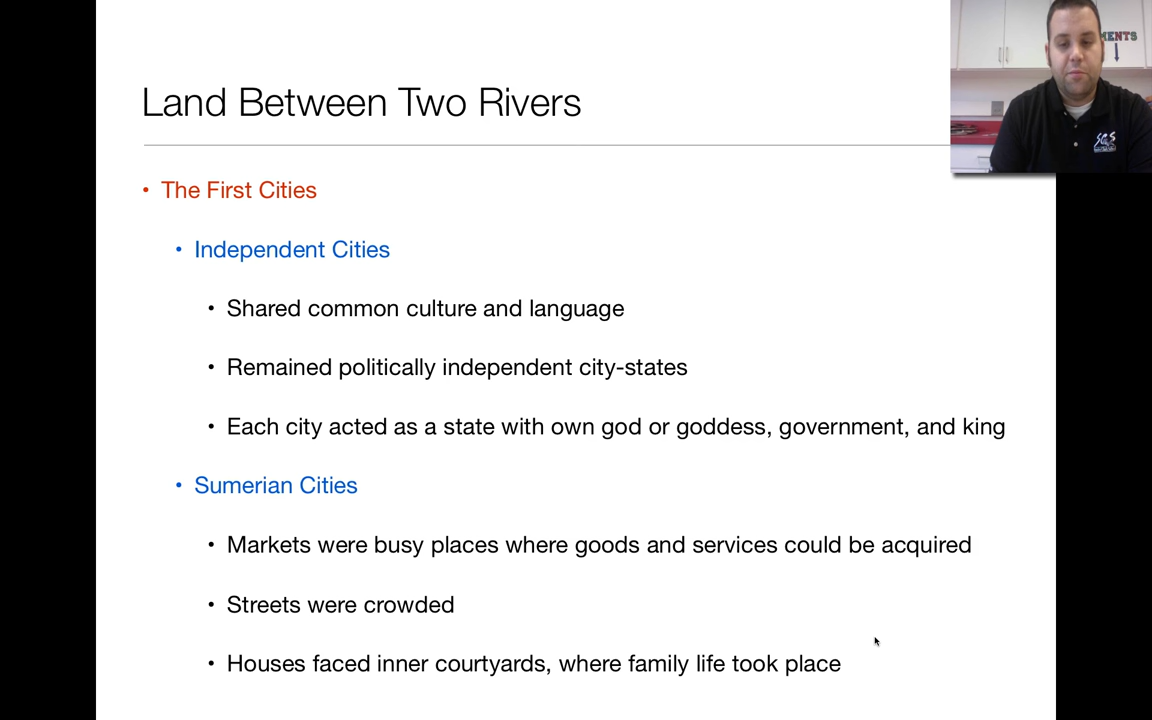 Land Between Two Rivers
• The First Cities
• Independent Cities
• Shared common culture and language
• Remained politically independent city-states
• Each city acted as a state with own god or goddess, government, and king
• Sumerian Cities
• Markets were busy places where goods and services could be acquired
• Streets were crowded
• Houses faced inner courtyards, where family life took place